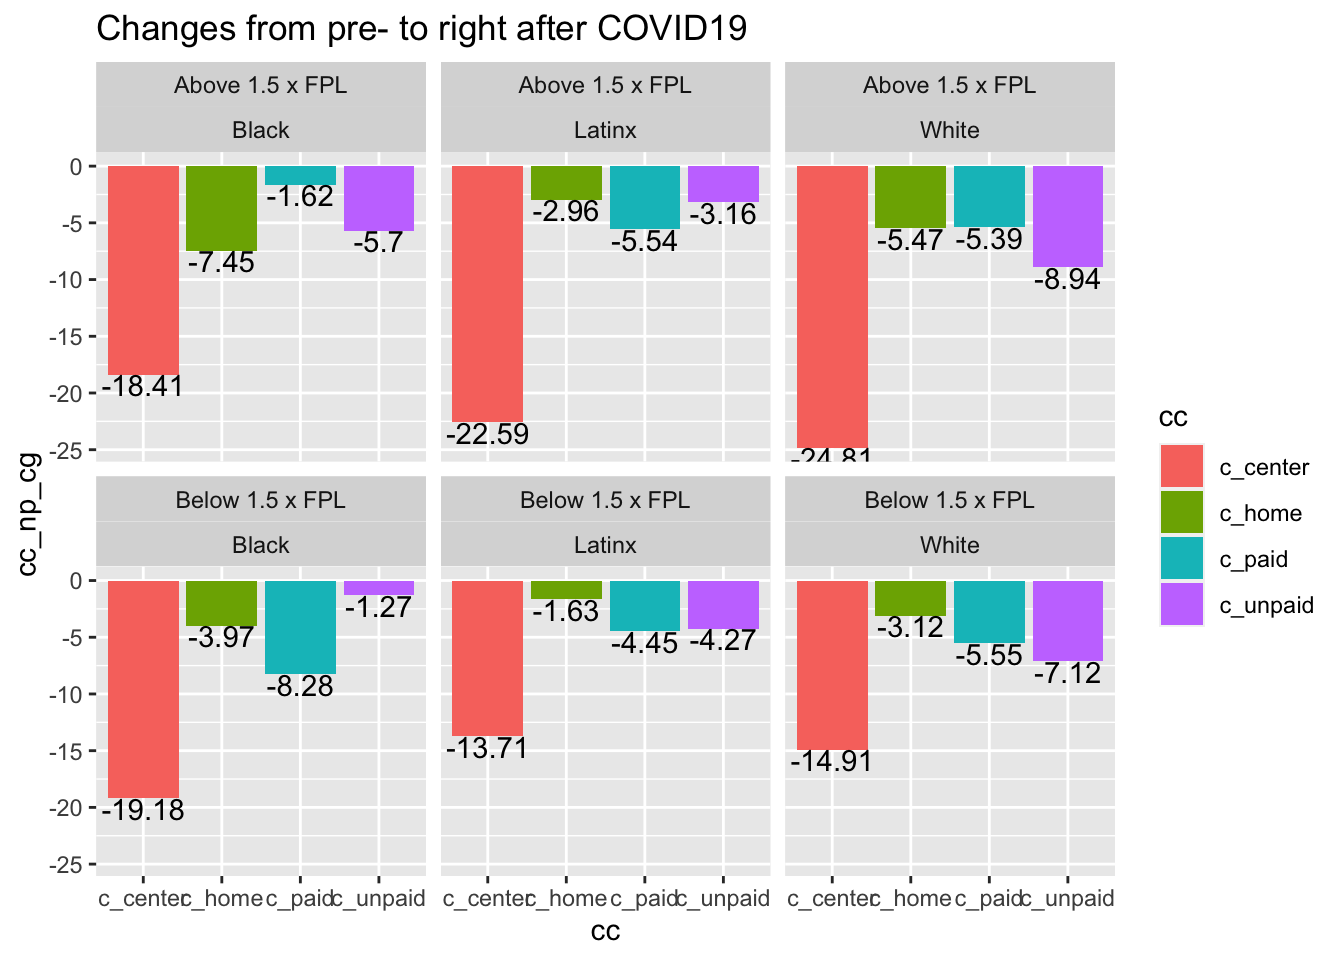 Changes from pre- to right after COVID19
Above 1.5 x FPL
Above 1.5 x FPL
Above 1.5 x FPL
Black
Latinx
White
0
-5
-10
-15
-20
-25
-18.41
-7.45
-1.62
-5.7
-22.59
-2.96
-5.54
-3.16
-24.81
-5.47
-5.39
-8.94
cc_np_cg
Below 1.5 x FPL
Below 1.5 x FPL
Below 1.5 x FPL
Black
Latinx
White
0
-5
-10
-15
-20
-25
-19.18
-3.97
-8.28
-1.27
-13.71
-1.63
-4.45
-4.27
-14.91
-3.12
-5.55
-7.12
c_center c_home c_paid c_unpaid
c_center c_home c_paid c_unpaid
c_center c_home c_paid c_unpaid
cc
cc
c_center
c_home
c_paid
c_unpaid